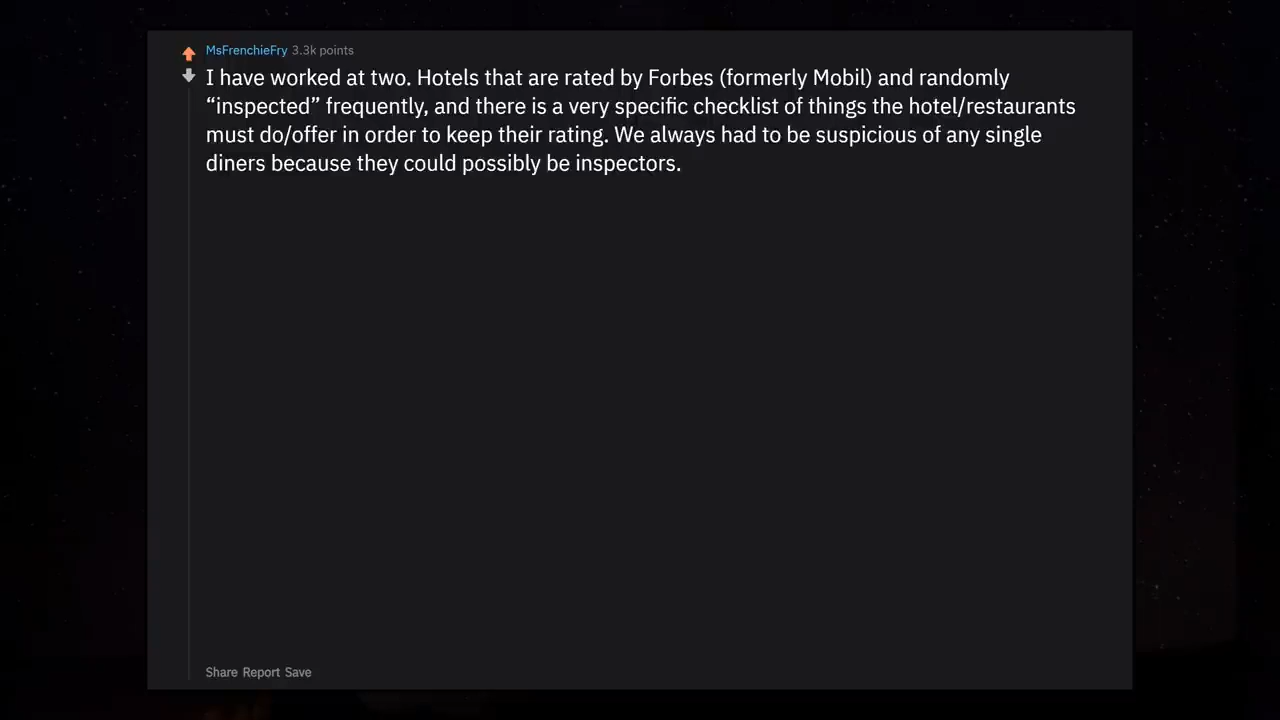 MsFrenchieFry 3.3k points
I have worked at two. Hotels that are rated by Forbes (formerly Mobil) and randomly
“inspected” frequently, and there is a very specific checklist of things the hotel/restaurants
must do/offer in order to keep their rating. We always had to be suspicious of any single
diners because they could possibly be inspectors.
Share Report Save